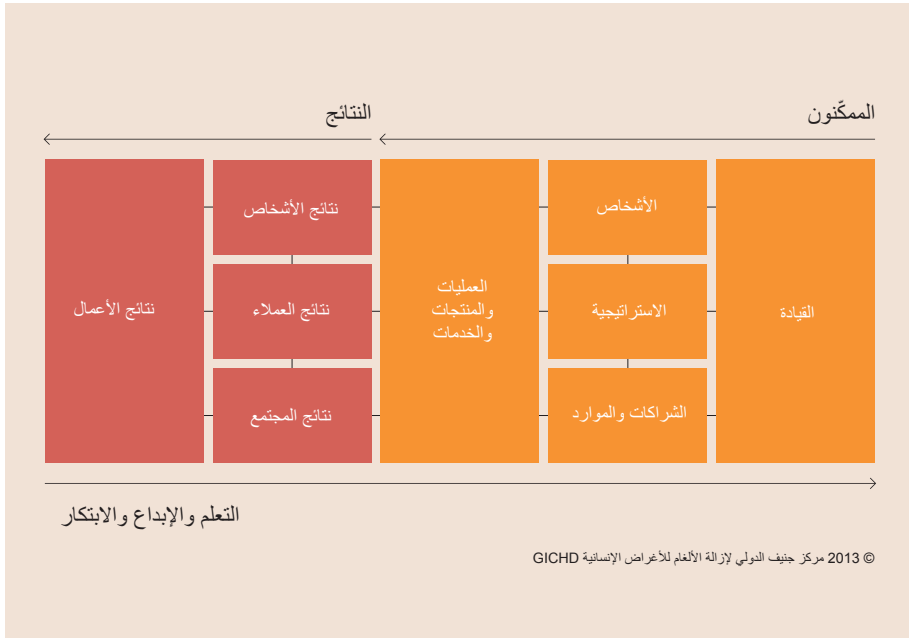 الممكّنون
النتائج
القيادة
الأشخاص
الاستراتيجية
الشراكات والموارد
العمليات
والمنتجات
والخدمات
نتائج الأشخاص
نتائج العملاء
نتائج المجتمع
نتائج الأعمال
التعلم والإبداع والابتكار
© 2013 مركز جنيف الدولي لإزالة الألغام للأغراض الإنسانية GICHD